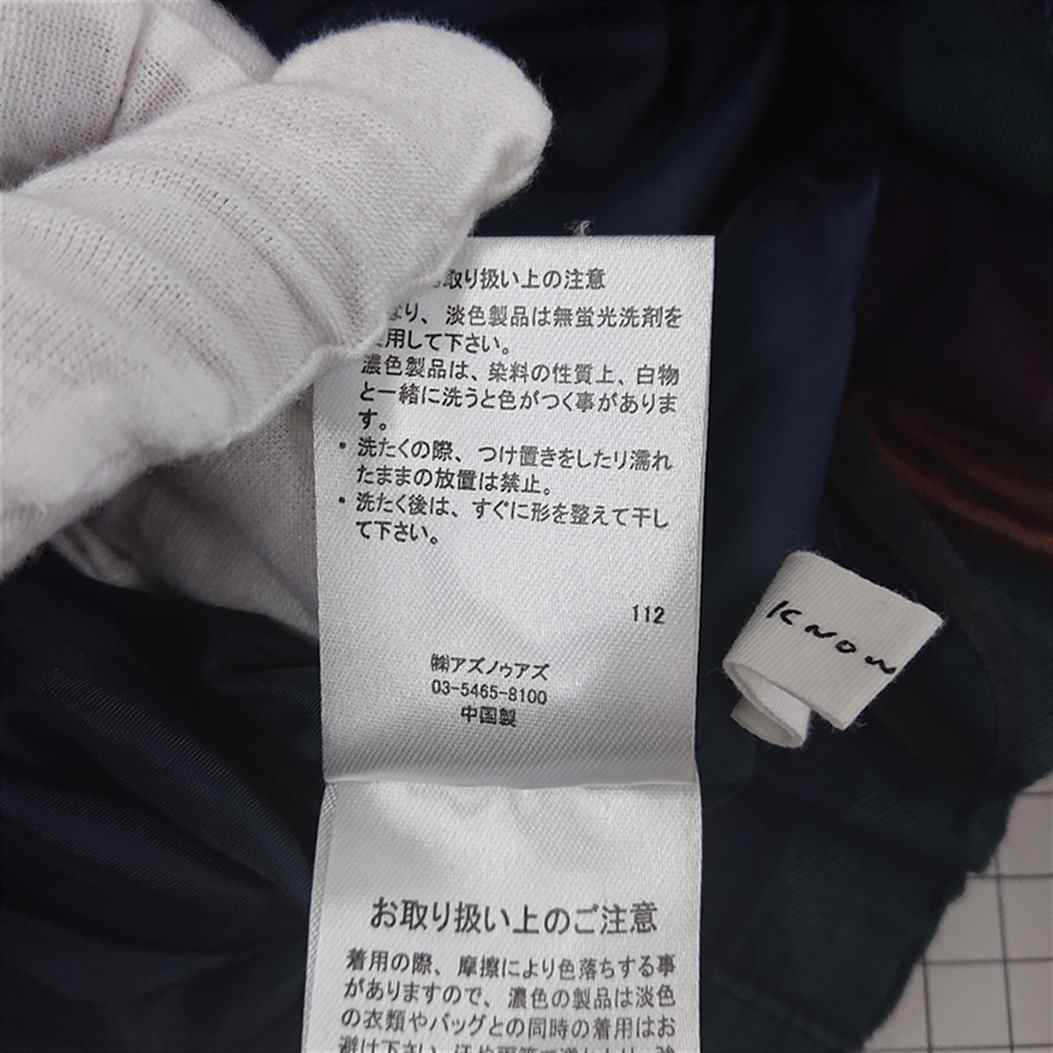 取り扱い上の注意
なり、淡色製品は無蛍光洗剤を
用して下さい。
濃色製品は、染料の性質上、白物
と一緒に洗うと色がつく事がありま
す。
・洗たくの際、つけ置きをしたり濡れ
たままの放置は禁止。
・洗たく後は、すぐに形を整えて干し
て下さい。
112
㈱アズノゥアズ
03-5465-8100
中国製
KNOW
お取り扱い上のご注意
着用の際、摩擦により色落ちする事
がありますので、濃色の製品は淡色
の衣類やバッグとの同時の着用はお
避け下さい。